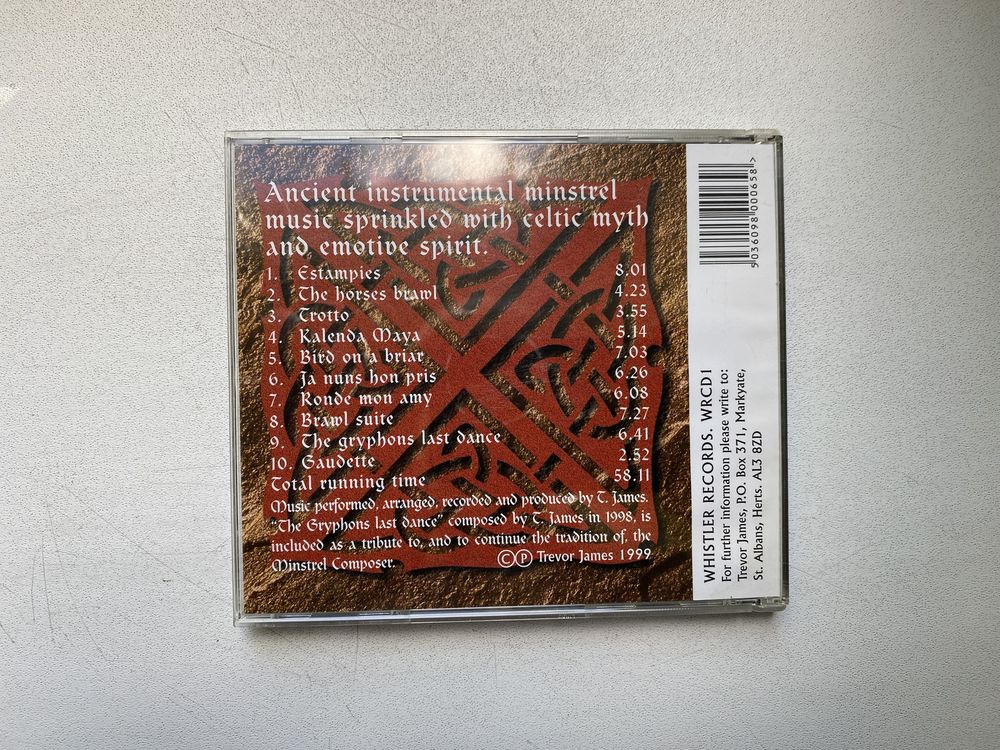 Ancient instrumental minstrel
music sprinkled with celtic myth
and emotive spirit.
1. Estampies 8.01
2. The horses brawl 4.23
3. Trotto 3.55
4. Kalenda Maya 5.14
5. Bird on a briar 7.03
6. Ja nuns hon pris 6.26
7. Ronde mon amy 6.08
8. Brawl suite 7.27
9. The gryphons last dance 6.41
10. Gaudette 2.52
Total running time 58.11
Music performed, arranged, recorded and produced by T. James.
"The Gryphons last dance" composed by T. James in 1998, is
included as a tribute to, and to continue the tradition of, the
Minstrel Composer. ©Ⓟ Trevor James 1999
5 036098 000658 >
WHISTLER RECORDS. WRCD1
For further information please write to:
Trevor James, P.O. Box 371, Markyate,
St. Albans, Herts. AL3 8ZD